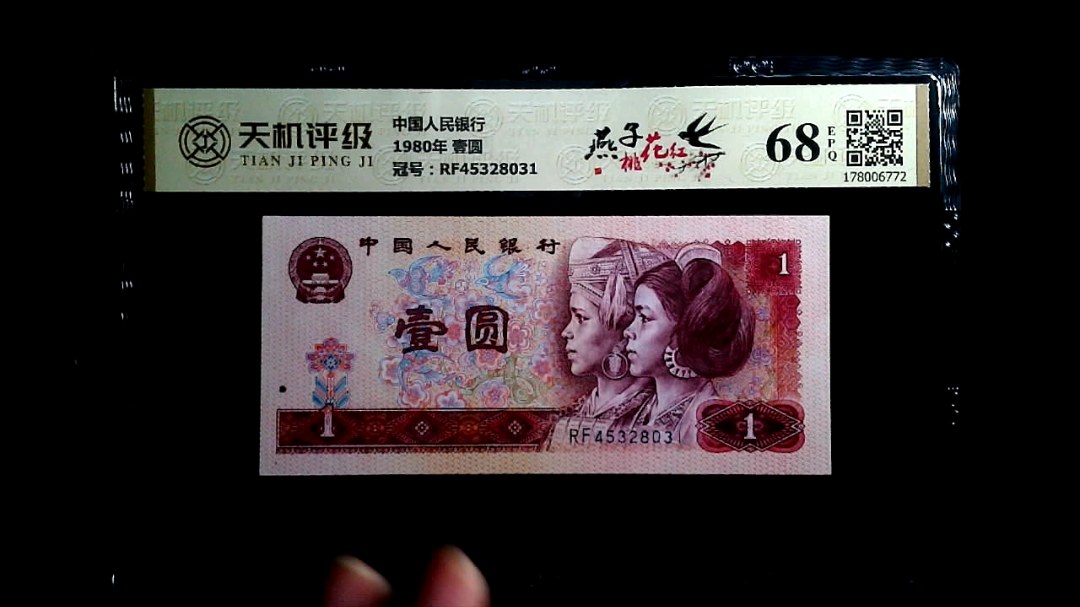 天机评级
TIAN JI PING JI
中国人民银行
1980年 壹圆
冠号：RF45328031
燕子
桃花红
68
EPQ
178006772
中国人民银行
壹圆
1
1
1
RF45328031